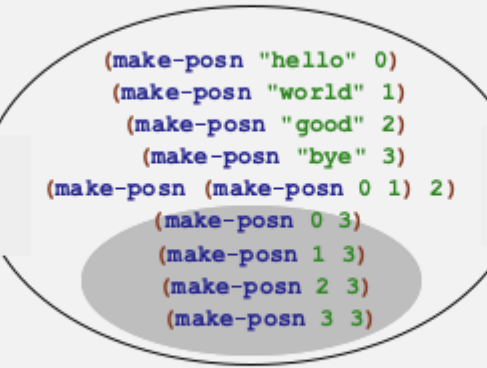 (make-posn "hello" 0)
(make-posn "world" 1)
(make-posn "good" 2)
(make-posn "bye" 3)
(make-posn (make-posn 0 1) 2)
(make-posn 0 3)
(make-posn 1 3)
(make-posn 2 3)
(make-posn 3 3)